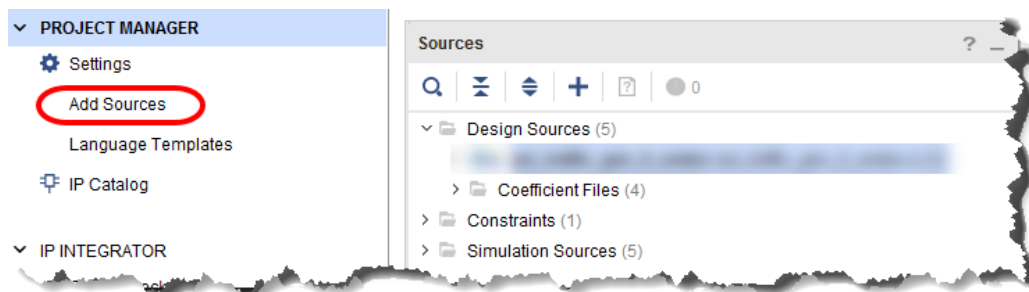 PROJECT MANAGER
Settings
Add Sources
Language Templates
IP Catalog
IP INTEGRATOR
Sources
? _
0
Design Sources (5)
Coefficient Files (4)
Constraints (1)
Simulation Sources (5)